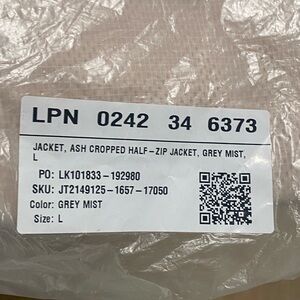 LPN 0242 34 6373
JACKET, ASH CROPPED HALF-ZIP JACKET, GREY MIST,
L
PO: LK101833-192980
SKU: JT2149125-1657-17050
Color: GREY MIST
Size: L